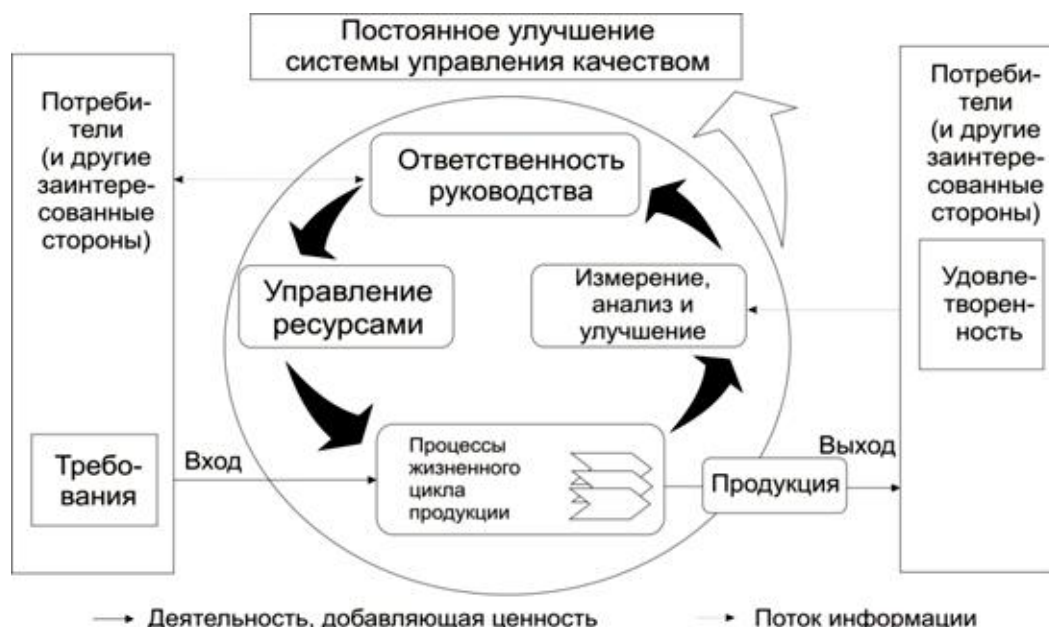 Постоянное улучшение
системы управления качеством
Потреби-
тели
(и другие
заинтере-
сованные
стороны)
Требо-
вания
Вход
Ответственность
руководства
Управление
ресурсами
Измерение,
анализ и
улучшение
Процессы
жизненного
цикла
продукции
Продукция
Выход
Потреби-
тели
(и другие
заинтере-
сованные
стороны)
Удовле-
творен-
ность
Деятельность, добавляющая ценность
Поток информации